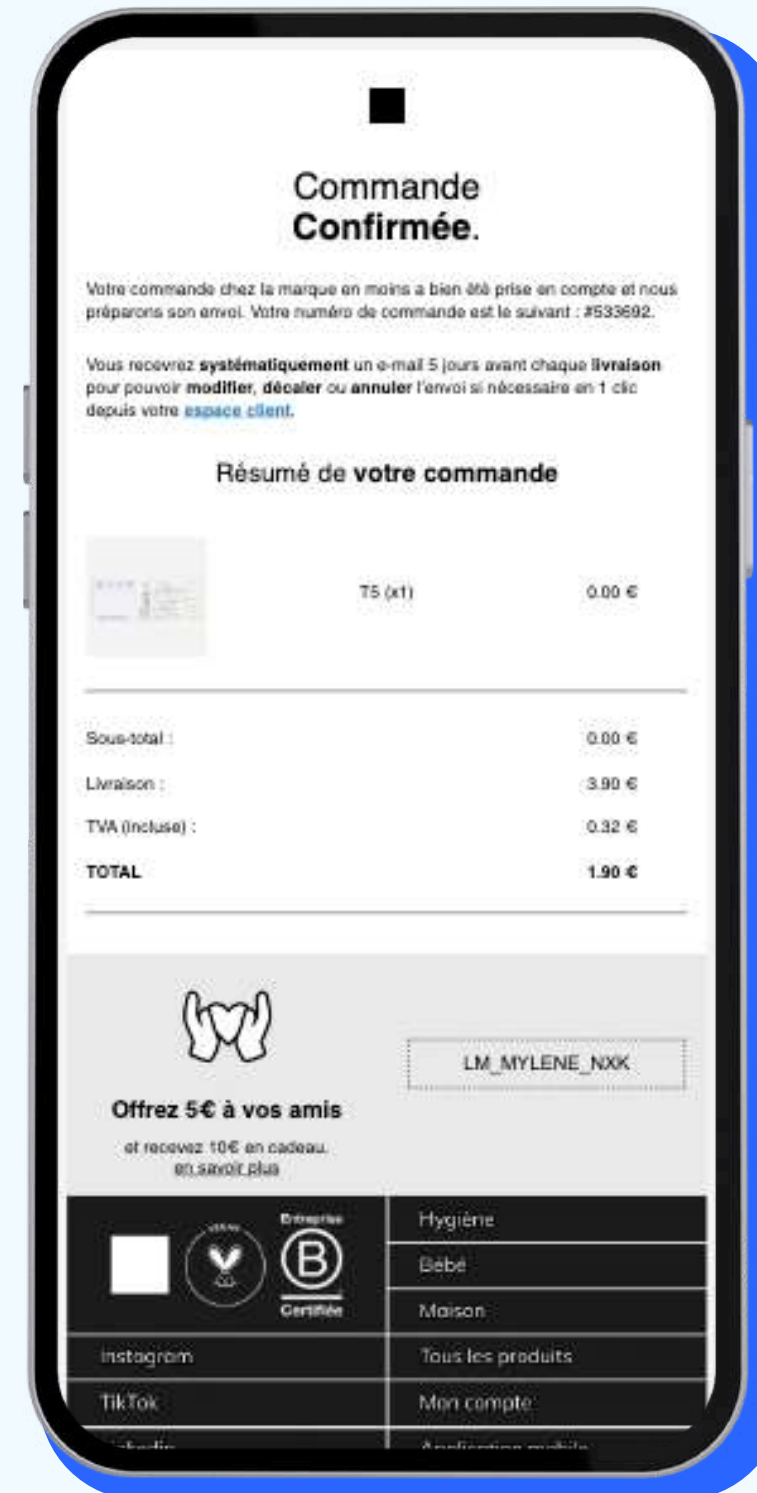 Commande
Confirmée.
Votre commande chez la marque en moins a bien été prise en compte et nous
préparons son envoi. Votre numéro de commande est le suivant : #533692.
Vous recevrez systématiquement un e-mail 5 jours avant chaque livraison
pour pouvoir modifier, décaler ou annuler l'envoi si nécessaire en 1 clic
depuis votre espace client.
Résumé de votre commande
T5 (x1) 0.00 €
Sous-total : 0.00 €
Livraison : 3.90 €
TVA (incluse) : 0.32 €
TOTAL 1.90 €
LM_MYLENE_NXK
Offrez 5€ à vos amis
et recevez 10€ en cadeau.
en savoir plus
Entreprise
B
Certifiée
Hygiène
Bébé
Maison
Instagram
Tous les produits
TikTok
Mon compte